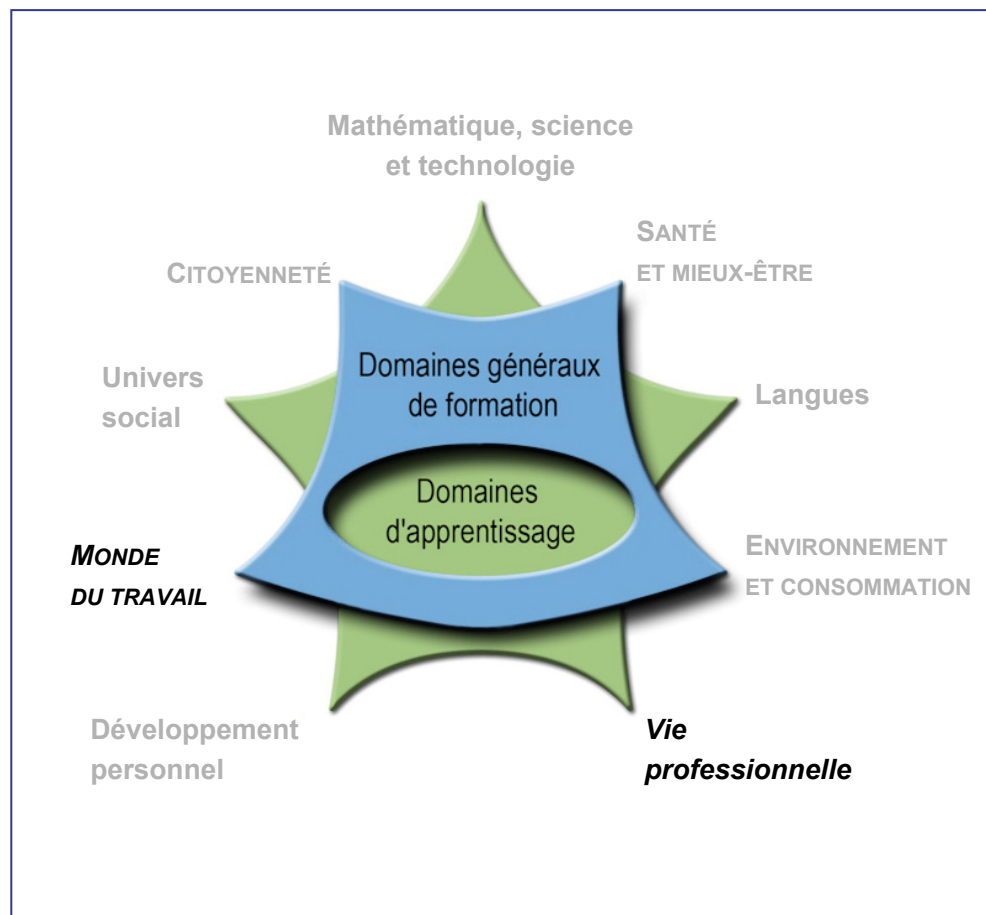 Mathématique, science
et technologie
SANTÉ
ET MIEUX-ÊTRE
CITOYENNETÉ
Domaines généraux
de formation
Univers
social
Langues
Domaines
d'apprentissage
MONDE
DU TRAVAIL
ENVIRONNEMENT
ET CONSOMMATION
Développement
personnel
Vie
professionnelle